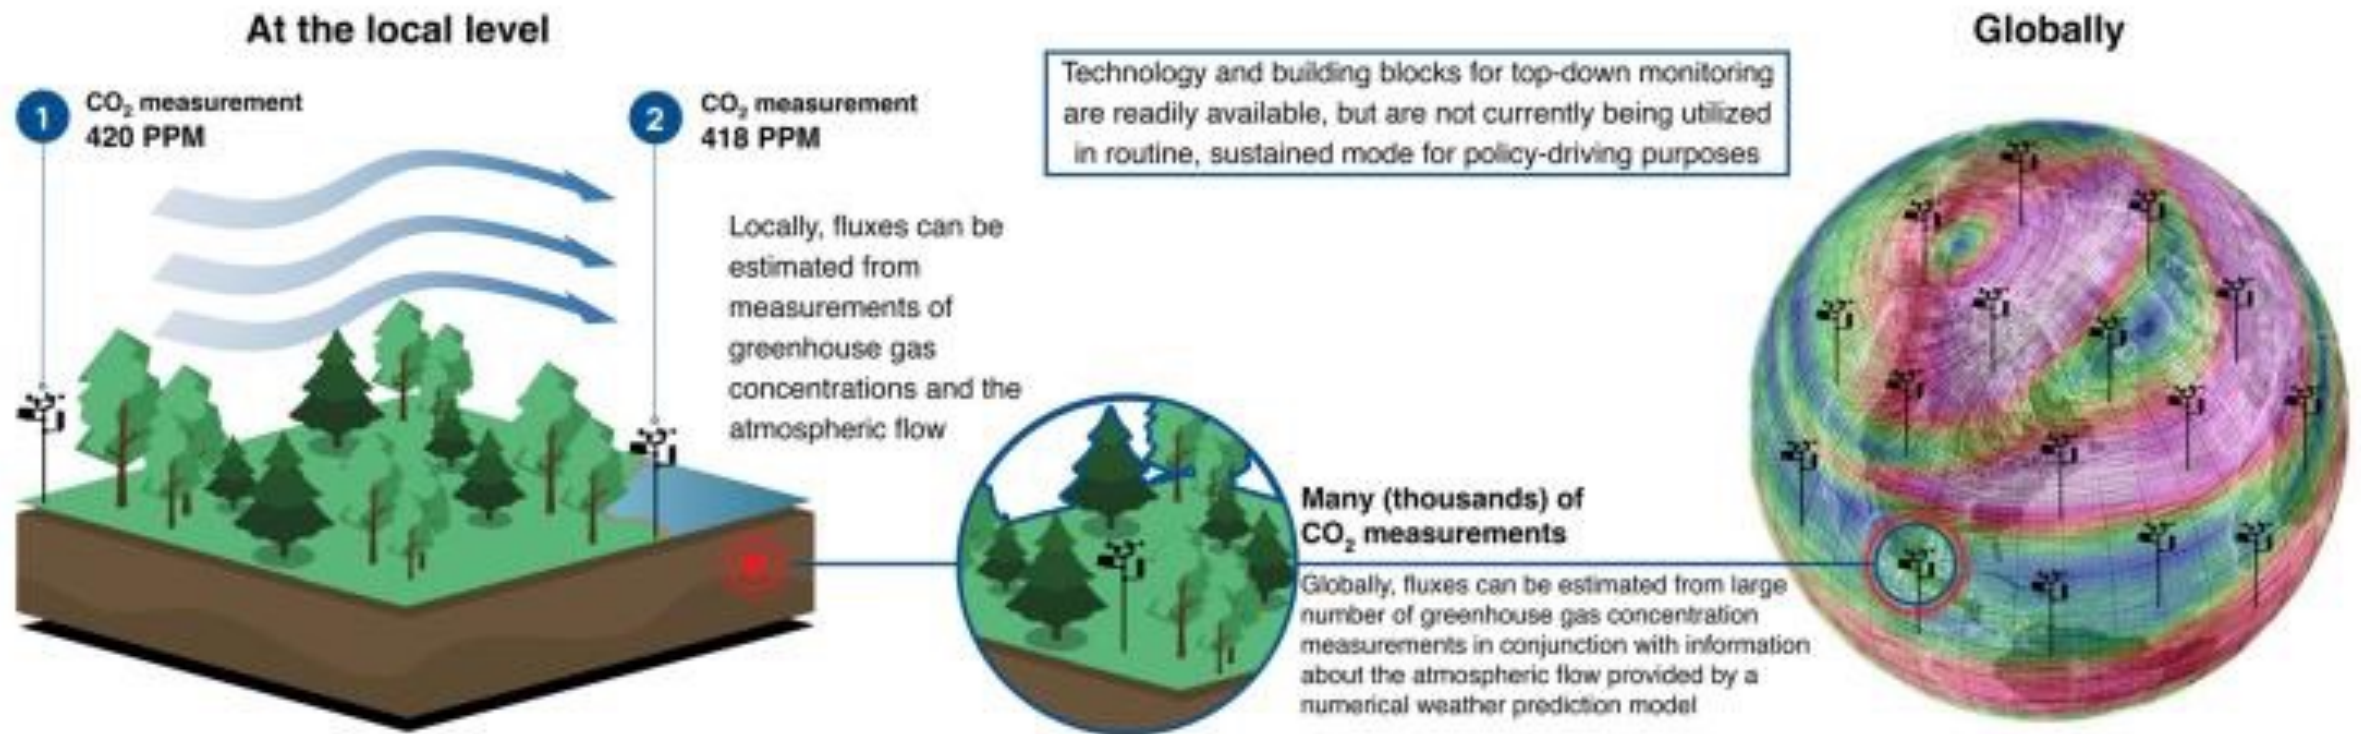 At the local level
1
CO₂ measurement
420 PPM
2
CO₂ measurement
418 PPM
Locally, fluxes can be
estimated from
measurements of
greenhouse gas
concentrations and the
atmospheric flow
Technology and building blocks for top-down monitoring
are readily available, but are not currently being utilized
in routine, sustained mode for policy-driving purposes
Many (thousands) of
CO₂ measurements
Globally, fluxes can be estimated from large
number of greenhouse gas concentration
measurements in conjunction with information
about the atmospheric flow provided by a
numerical weather prediction model
Globally